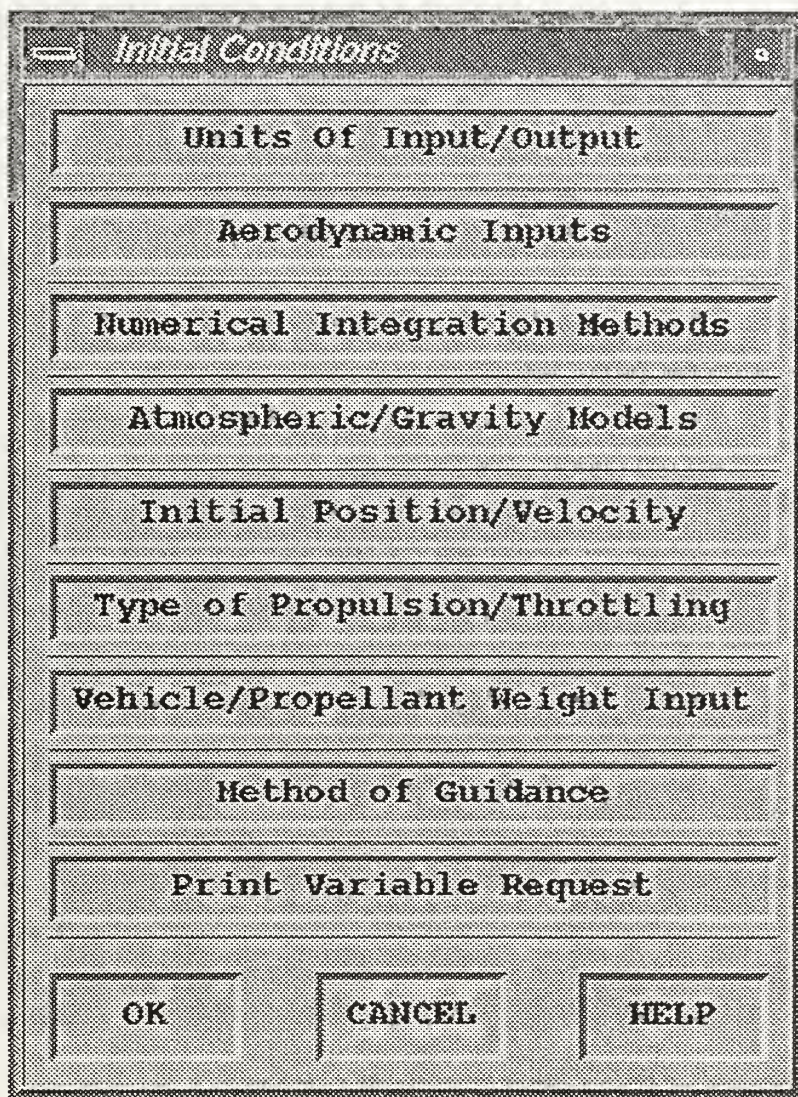 Initial Conditions
Units Of Input/Output
Aerodynamic Inputs
Numerical Integration Methods
Atmospheric/Gravity Models
Initial Position/Velocity
Type of Propulsion/Throttling
Vehicle/Propellant Weight Input
Method of Guidance
Print Variable Request
OK CANCEL HELP